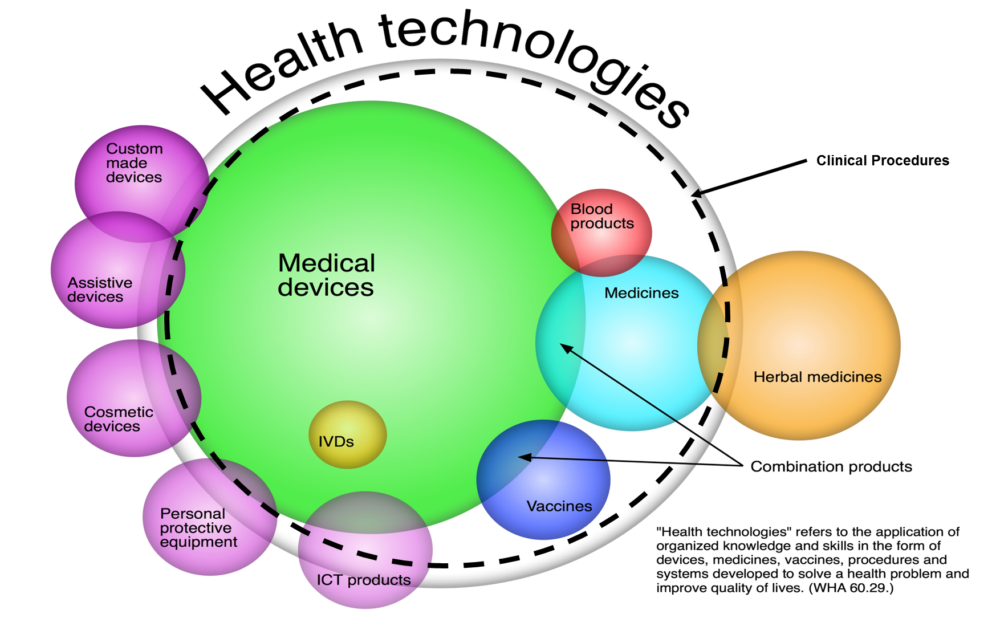 Health technologies
Custom
made
devices
Clinical Procedures
Blood
products
Medical
devices
Assistive
devices
Medicines
Herbal medicines
Cosmetic
devices
IVDs
Combination products
Vaccines
Personal
protective
equipment
ICT products
"Health technologies" refers to the application of
organized knowledge and skills in the form of
devices, medicines, vaccines, procedures and
systems developed to solve a health problem and
improve quality of lives. (WHA 60.29.)